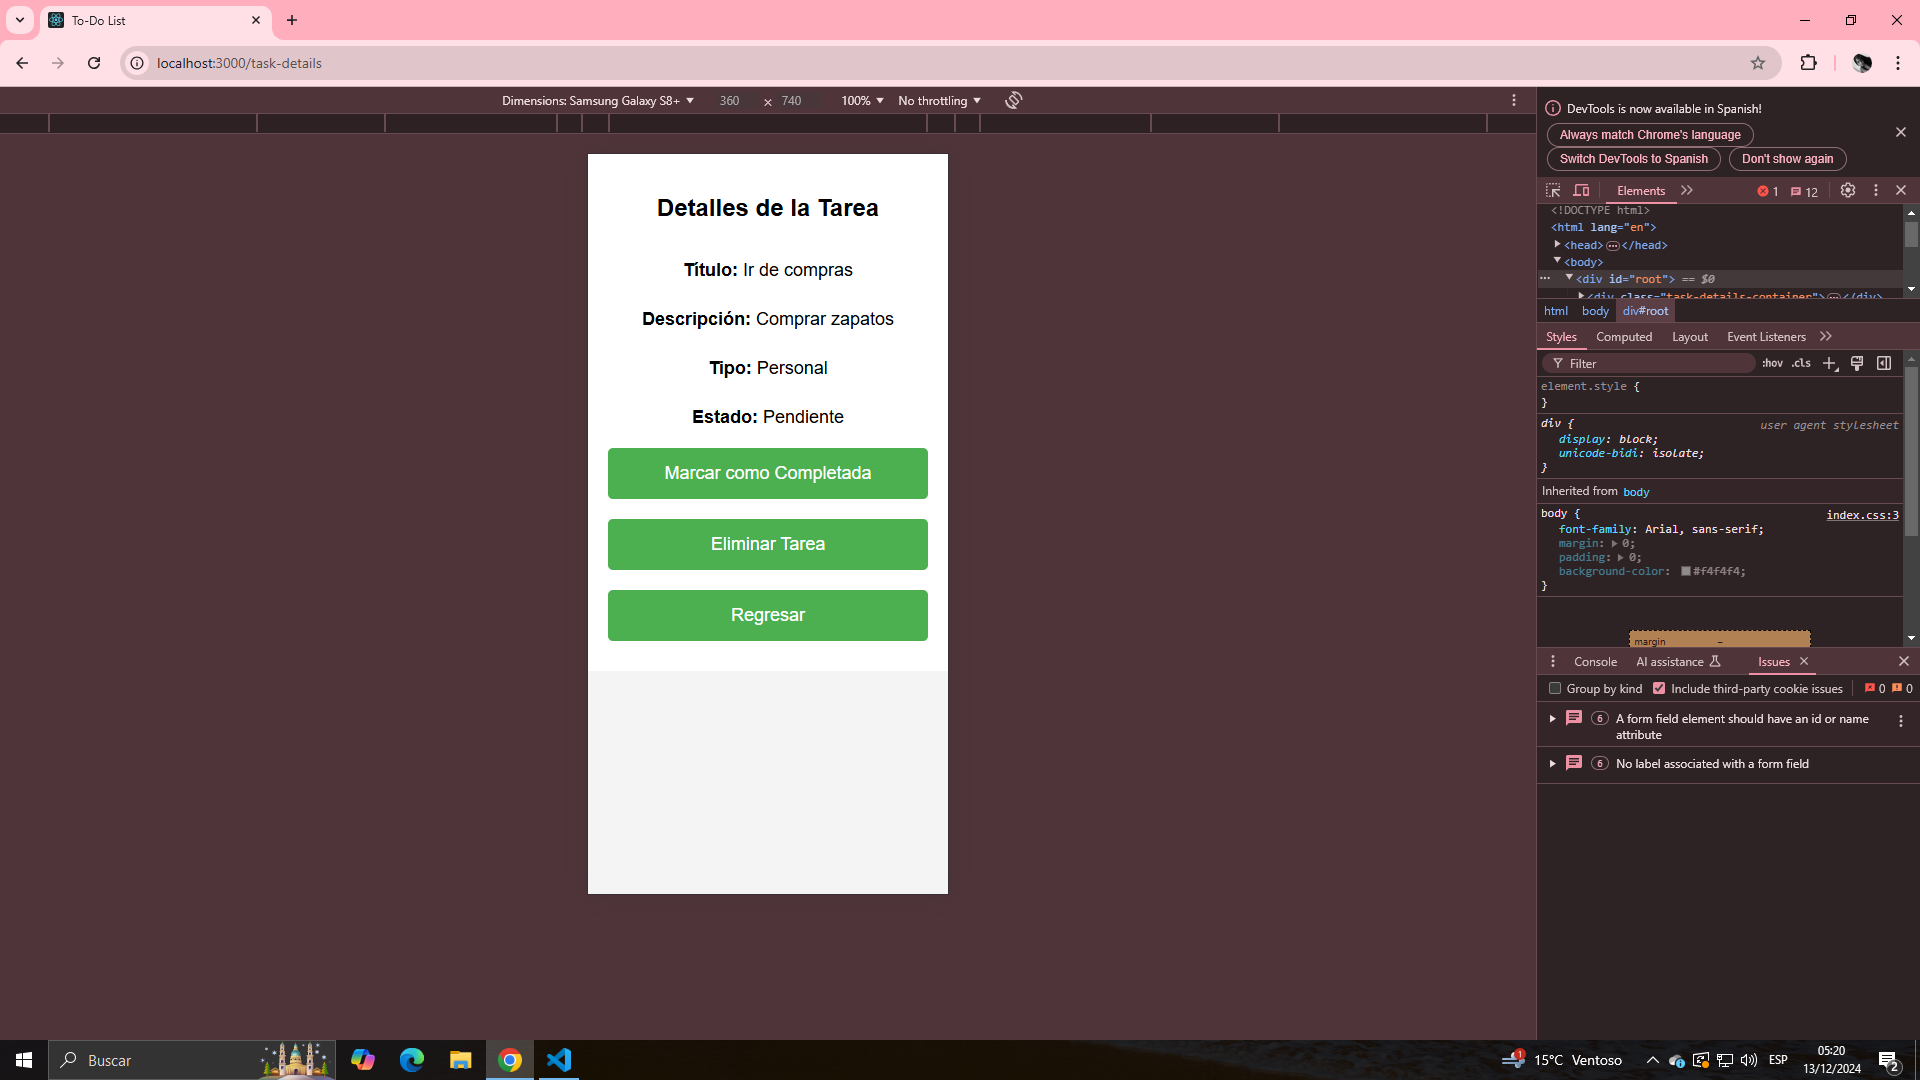 To-Do List
localhost:3000/task-details
Dimensions: Samsung Galaxy S8+ 360 × 740 100% No throttling
DevTools is now available in Spanish!
Always match Chrome's language
Switch DevTools to Spanish Don't show again
Elements 1 12
<!DOCTYPE html>
<html lang="en">
<head> </head>
<body>
<div id="root"> == $0
<div class="task-details-container"> </div>
html body div#root
Styles Computed Layout Event Listeners
Filter :hov .cls
element.style {
}
div { user agent stylesheet
display: block;
unicode-bidi: isolate;
}
Inherited from body
body { index.css:3
font-family: Arial, sans-serif;
margin: 0;
padding: 0;
background-color: #f4f4f4;
}
margin –
Console AI assistance Issues
Group by kind Include third-party cookie issues 0 0
6 A form field element should have an id or name
attribute
6 No label associated with a form field
Detalles de la Tarea
Título: Ir de compras
Descripción: Comprar zapatos
Tipo: Personal
Estado: Pendiente
Marcar como Completada
Eliminar Tarea
Regresar
Buscar
1 15°C Ventoso ESP
05:20
13/12/2024
2